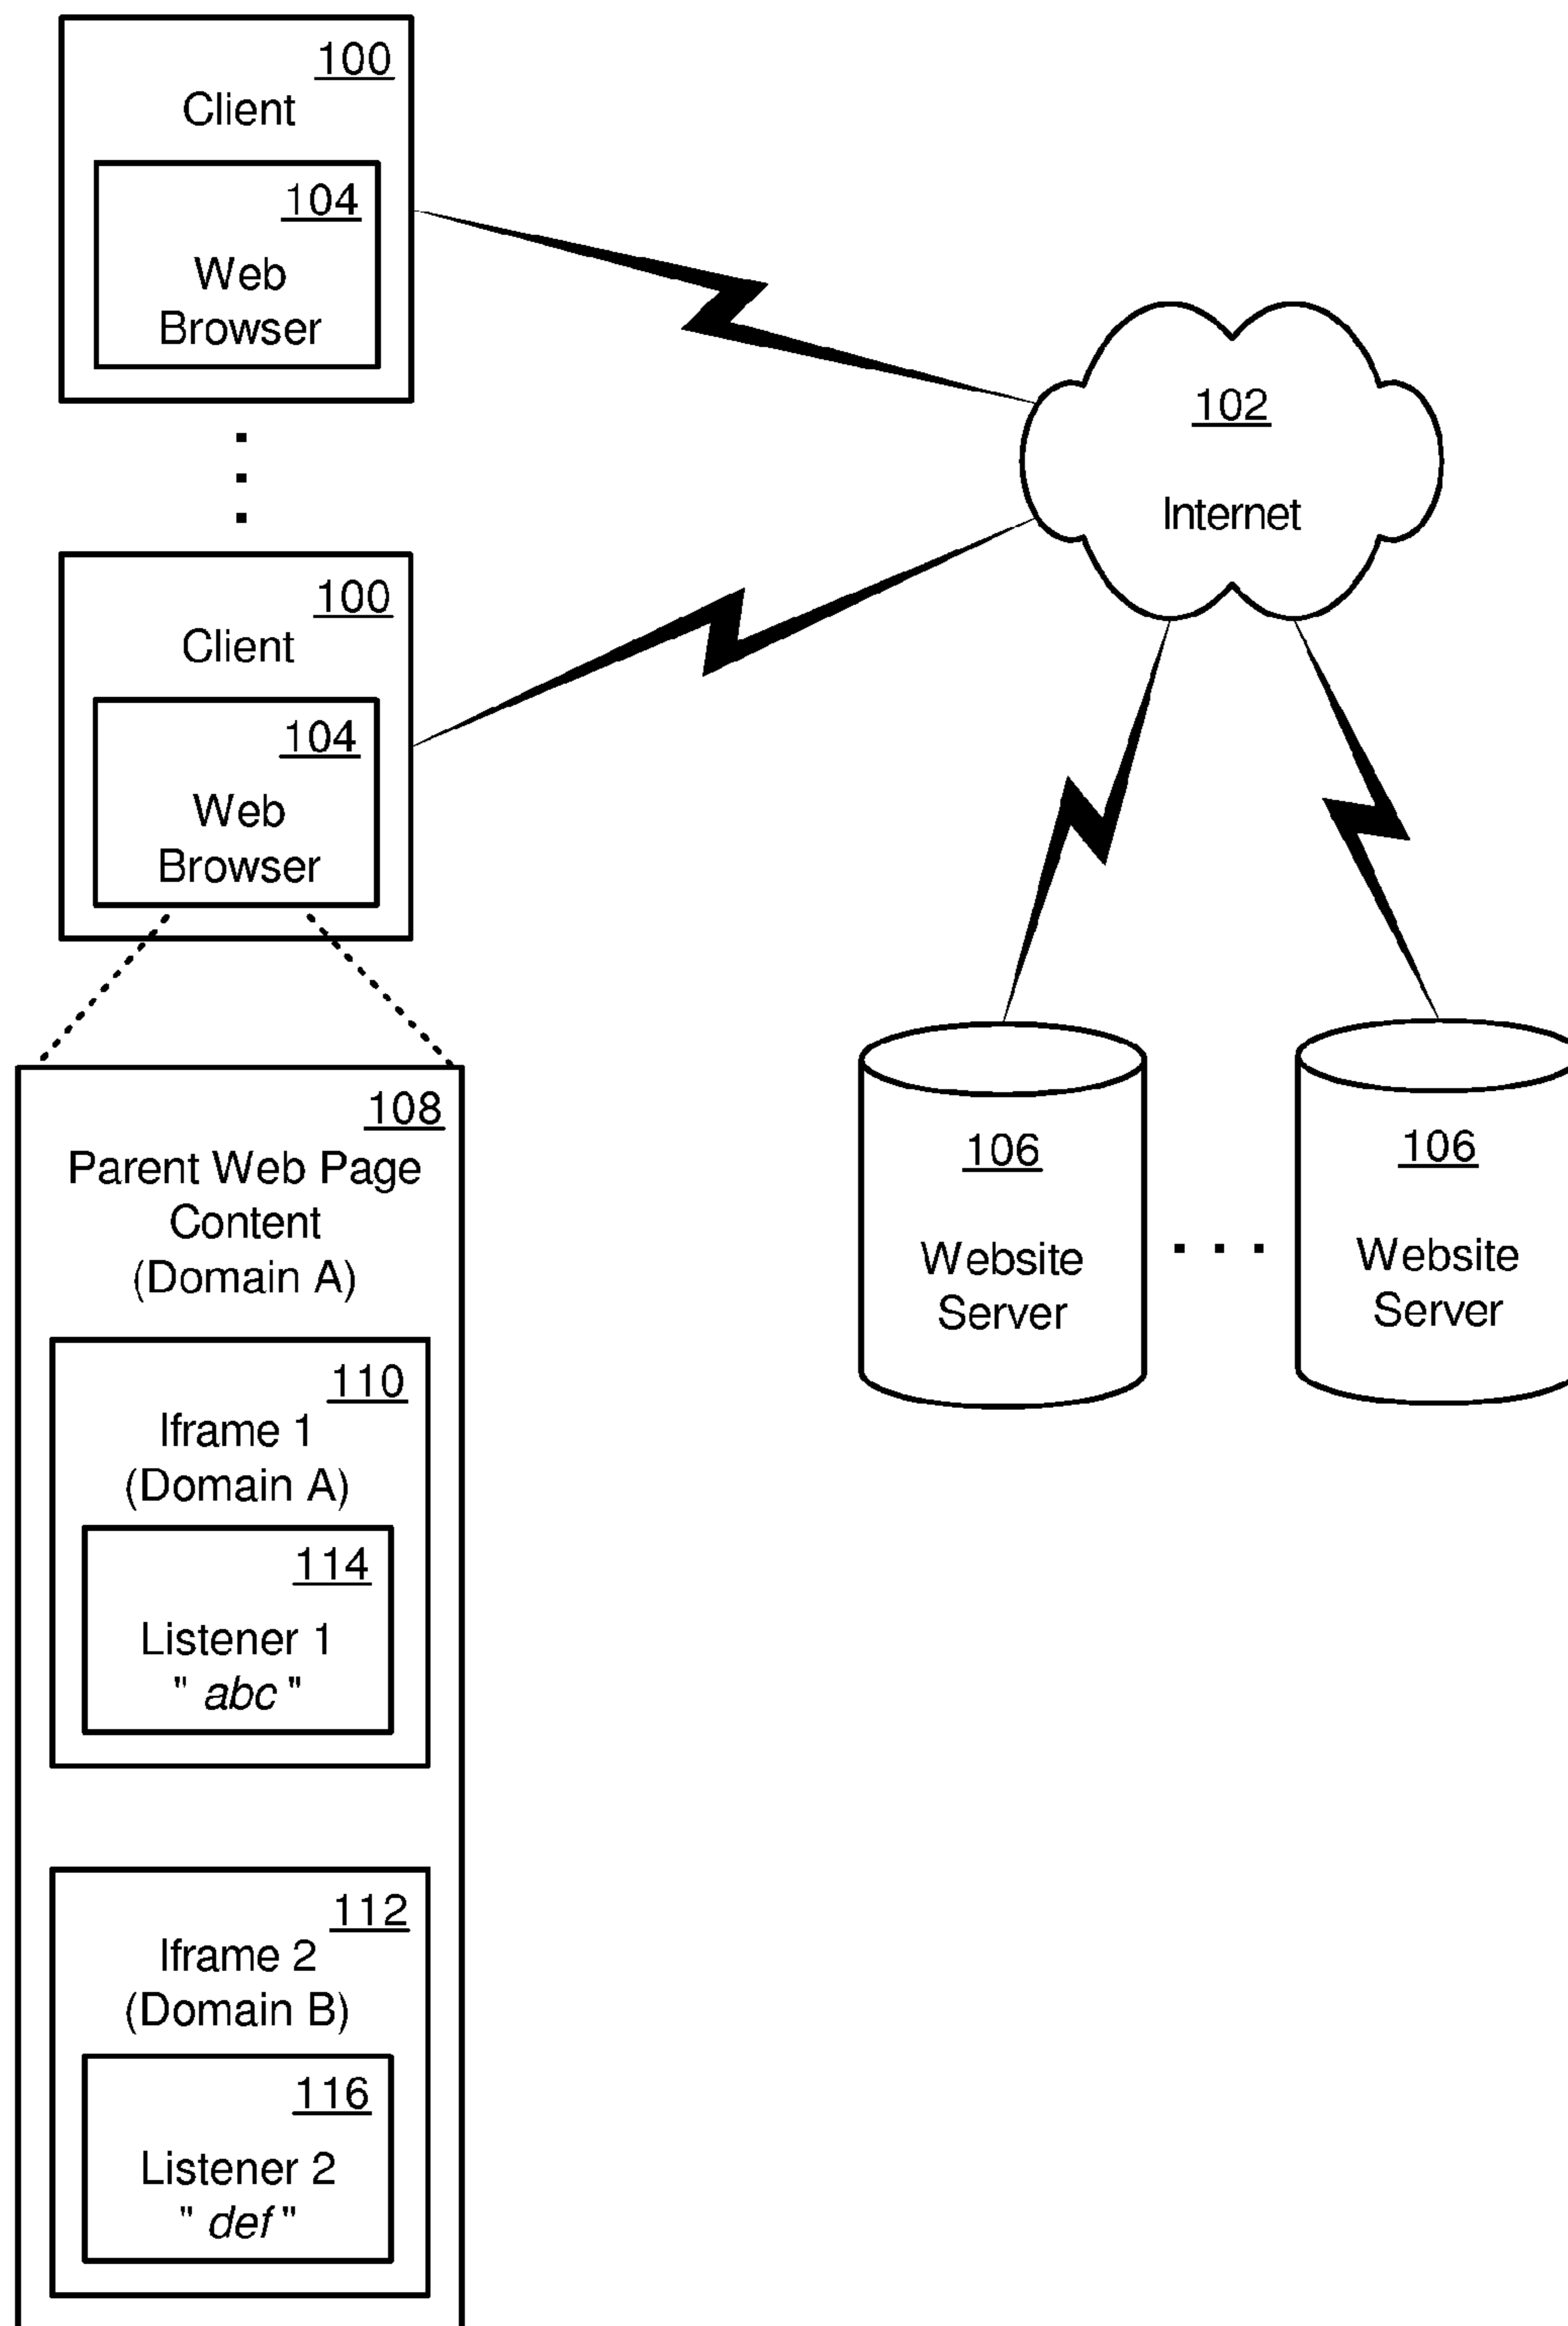 100
Client
104
Web
Browser
102
Internet
100
Client
104
Web
Browser
108
Parent Web Page
Content
(Domain A)
110
Iframe 1
(Domain A)
114
Listener 1
" abc "
112
Iframe 2
(Domain B)
116
Listener 2
" def "
106
Website
Server
106
Website
Server